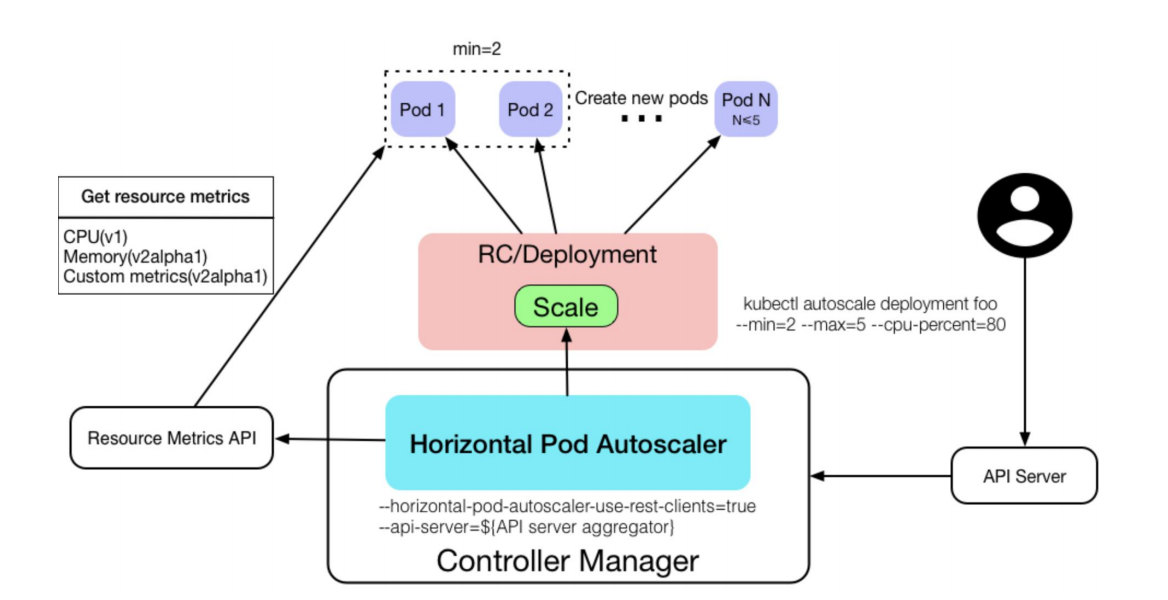 min=2
Pod 1
Pod 2
Create new pods
...
Pod N
N≤5
Get resource metrics
CPU(v1)
Memory(v2alpha1)
Custom metrics(v2alpha1)
RC/Deployment
Scale
kubectl autoscale deployment foo
--min=2 --max=5 --cpu-percent=80
Resource Metrics API
Horizontal Pod Autoscaler
API Server
--horizontal-pod-autoscaler-use-rest-clients=true
--api-server=${API server aggregator}
Controller Manager